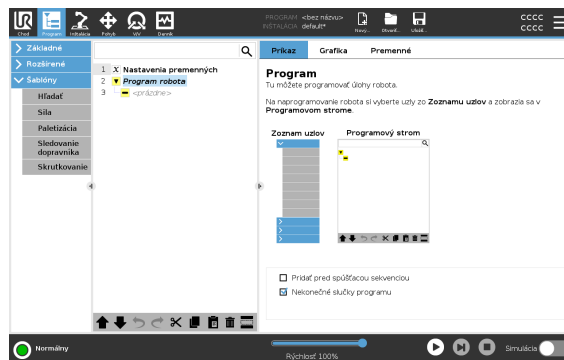 Chod
Program
Inštalácia
Pohyb
V/V
Denník
PROGRAM <bez názvu>
INŠTALÁCIA default*
Nový...
Otvoriť...
Uložiť...
CCCC
CCCC
Základné
Rozšírené
Šablóny
Hľadať
Sila
Paletizácia
Sledovanie
dopravníka
Skrutkovanie
1 X Nastavenia premenných
2 Program robota
3 <prázdne>
Príkaz
Grafika
Premenné
Program
Tu môžete programovať úlohy robota.
Na naprogramovanie robota si vyberte uzly zo Zoznamu uzlov a zobrazia sa v
Programovom strome.
Zoznam uzlov
Programový strom
Pridať pred spúšťacou sekvenciou
Nekonečné slučky programu
Normálny
Rýchlosť 100%
Simulácia